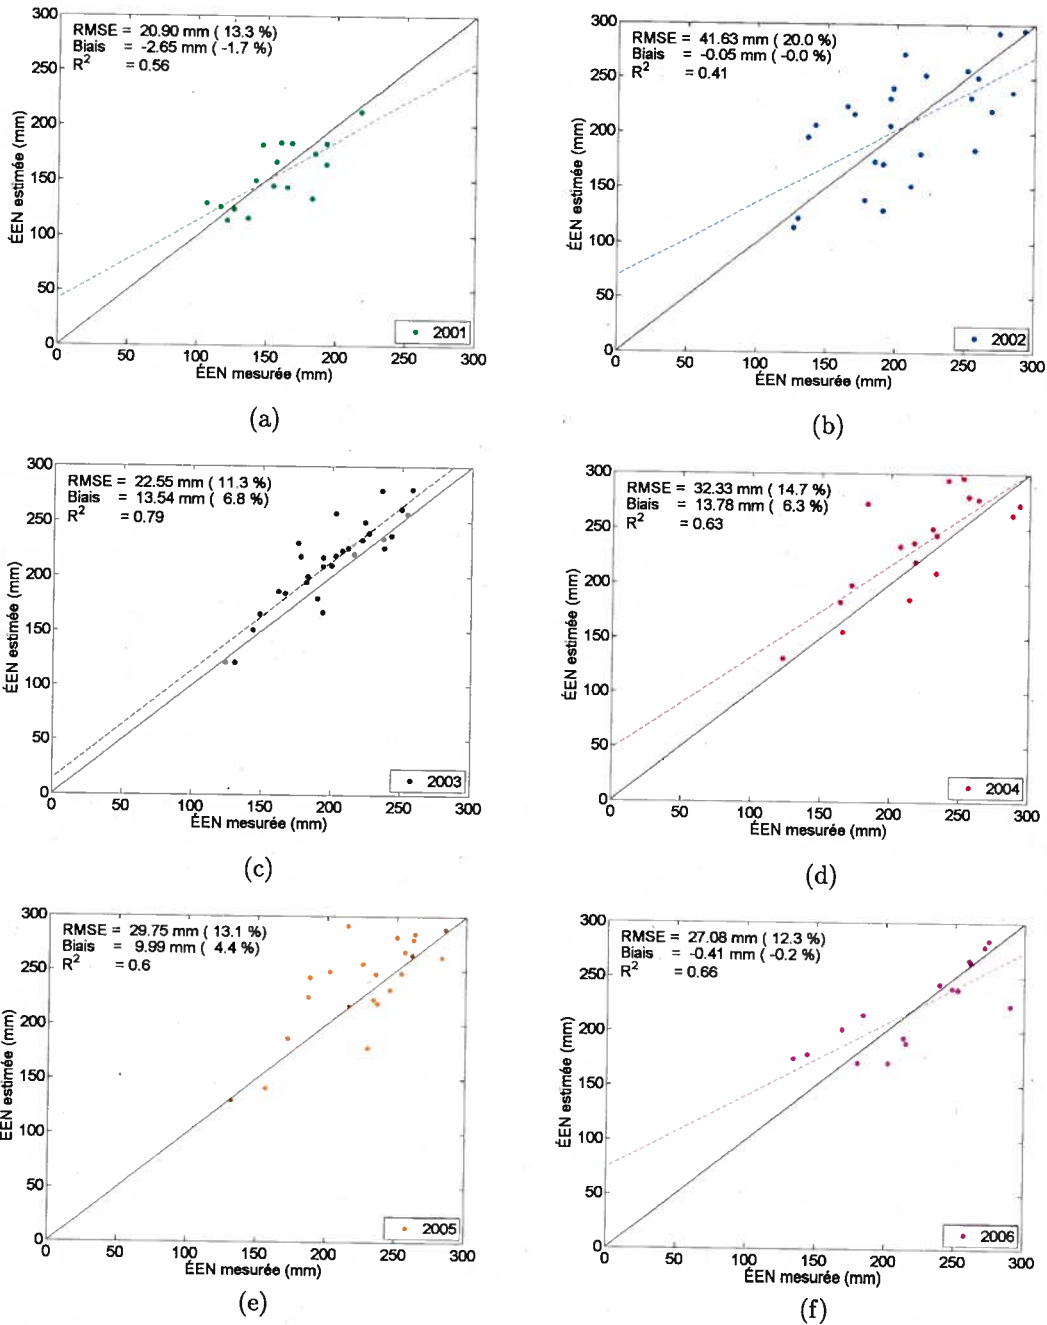 RMSE = 20.90 mm ( 13.3 %)
Biais = -2.65 mm ( -1.7 %)
R2 = 0.56
300
250
200
150
100
50
0
ÉEN estimée (mm)
0 50 100 150 200 250 300
ÉEN mesurée (mm)
2001
(a)
RMSE = 41.63 mm ( 20.0 %)
Biais = -0.05 mm ( -0.0 %)
R2 = 0.41
300
250
200
150
100
50
0
ÉEN estimée (mm)
0 50 100 150 200 250 300
ÉEN mesurée (mm)
2002
(b)
RMSE = 22.55 mm ( 11.3 %)
Biais = 13.54 mm ( 6.8 %)
R2 = 0.79
300
250
200
150
100
50
0
ÉEN estimée (mm)
0 50 100 150 200 250 300
ÉEN mesurée (mm)
2003
(c)
RMSE = 32.33 mm ( 14.7 %)
Biais = 13.78 mm ( 6.3 %)
R2 = 0.63
300
250
200
150
100
50
0
ÉEN estimée (mm)
0 50 100 150 200 250 300
ÉEN mesurée (mm)
2004
(d)
RMSE = 29.75 mm ( 13.1 %)
Biais = 9.99 mm ( 4.4 %)
R2 = 0.6
300
250
200
150
100
50
0
ÉEN estimée (mm)
0 50 100 150 200 250 300
ÉEN mesurée (mm)
2005
(e)
RMSE = 27.08 mm ( 12.3 %)
Biais = -0.41 mm ( -0.2 %)
R2 = 0.66
300
250
200
150
100
50
0
ÉEN estimée (mm)
0 50 100 150 200 250 300
ÉEN mesurée (mm)
2006
(f)